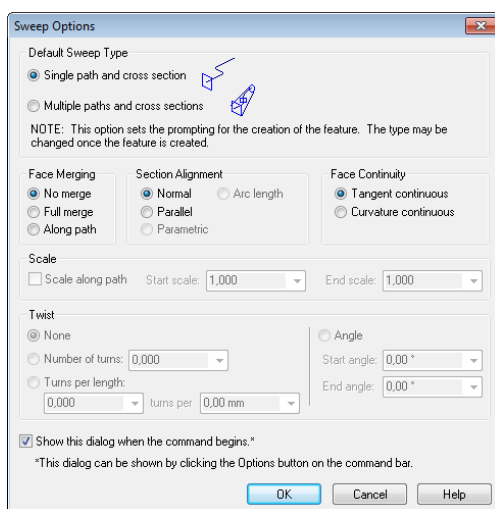 Sweep Options
Default Sweep Type
Single path and cross section
Multiple paths and cross sections
NOTE: This option sets the prompting for the creation of the feature. The type may be
changed once the feature is created.
Face Merging
No merge
Full merge
Along path
Section Alignment
Normal
Arc length
Parallel
Parametric
Face Continuity
Tangent continuous
Curvature continuous
Scale
Scale along path
Start scale: 1,000
End scale: 1,000
Twist
None
Number of turns: 0,000
Turns per length:
0,000 turns per 0,00 mm
Angle
Start angle: 0,00 °
End angle: 0,00 °
Show this dialog when the command begins.*
*This dialog can be shown by clicking the Options button on the command bar.
OK
Cancel
Help